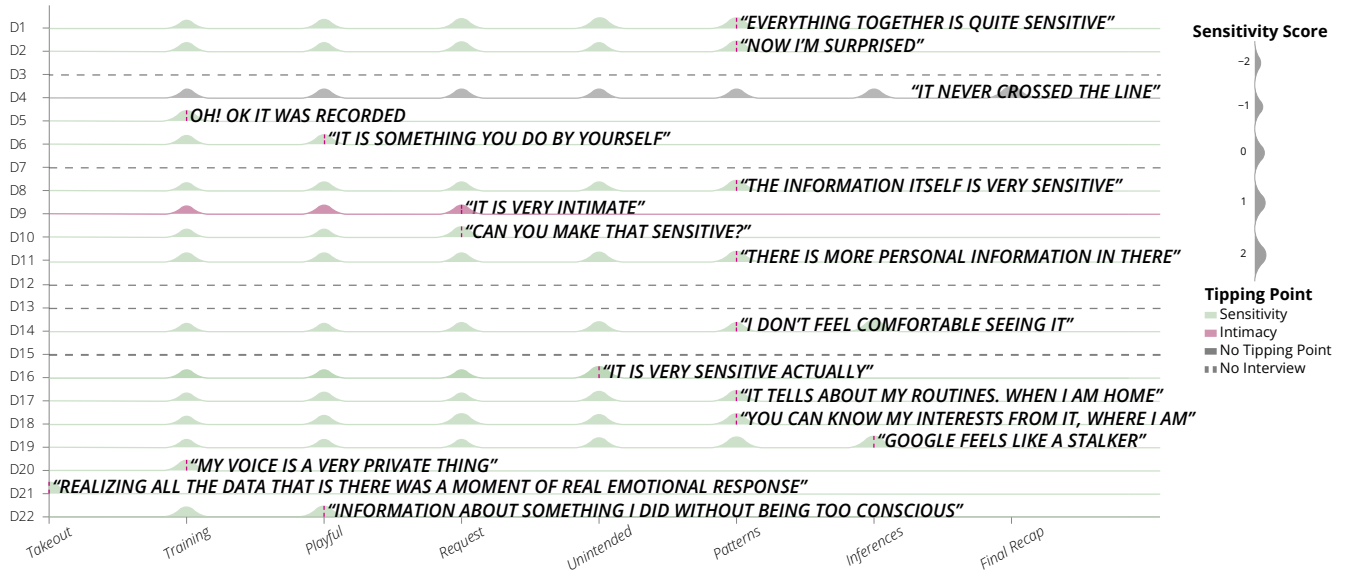 D1 “EVERYTHING TOGETHER IS QUITE SENSITIVE”
D2 “NOW I’M SURPRISED”
D3
D4 “IT NEVER CROSSED THE LINE”
D5 OH! OK IT WAS RECORDED
D6 “IT IS SOMETHING YOU DO BY YOURSELF”
D7
D8 “THE INFORMATION ITSELF IS VERY SENSITIVE”
D9 “IT IS VERY INTIMATE”
D10 “CAN YOU MAKE THAT SENSITIVE?”
D11 “THERE IS MORE PERSONAL INFORMATION IN THERE”
D12
D13
D14 “I DON’T FEEL COMFORTABLE SEEING IT”
D15
D16 “IT IS VERY SENSITIVE ACTUALLY”
D17 “IT TELLS ABOUT MY ROUTINES. WHEN I AM HOME”
D18 “YOU CAN KNOW MY INTERESTS FROM IT, WHERE I AM”
D19 “GOOGLE FEELS LIKE A STALKER”
D20 “MY VOICE IS A VERY PRIVATE THING”
D21 “REALIZING ALL THE DATA THAT IS THERE WAS A MOMENT OF REAL EMOTIONAL RESPONSE”
D22 “INFORMATION ABOUT SOMETHING I DID WITHOUT BEING TOO CONSCIOUS”
Takeout Training Playful Request Unintended Patterns Inferences Final Recap
Sensitivity Score
−2
−1
0
1
2
Tipping Point
Sensitivity
Intimacy
No Tipping Point
No Interview